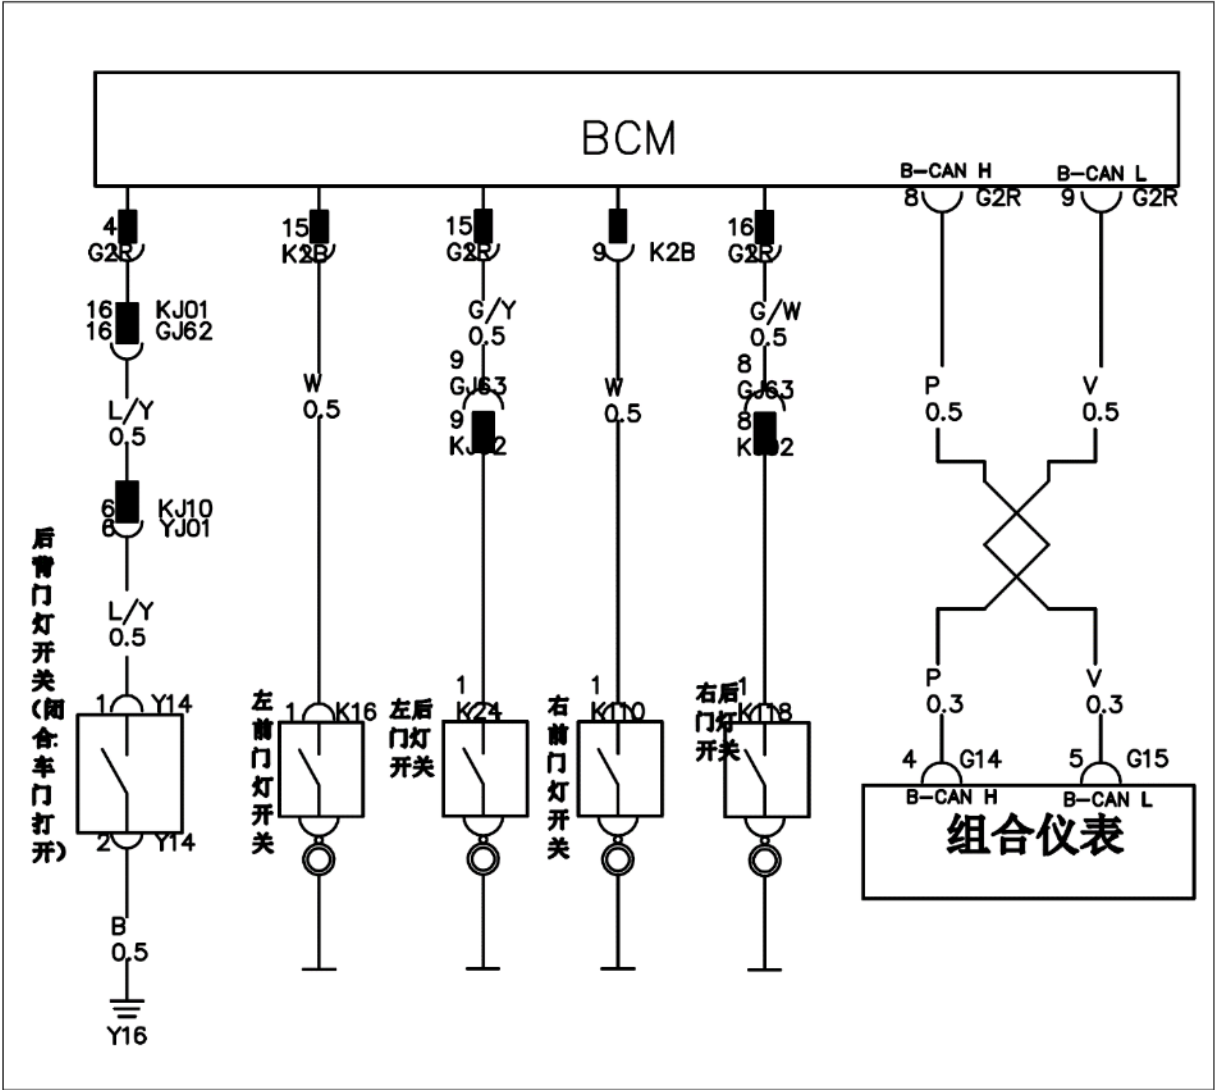 BCM
B-CAN H
B-CAN L
8
G2R
9
G2R
4
G2R
15
K2B
15
G2R
9
K2B
16
G2R
16
KJ01
16
GJ62
G/Y
0.5
G/W
0.5
9
GJ63
9
8
GJ63
8
L/Y
0.5
W
0.5
W
0.5
P
0.5
V
0.5
6
KJ10
6
YJ01
L/Y
0.5
后背门灯开关（闭合：车门打开）
1
Y14
2
Y14
左前门灯开关
1
K16
左后
门灯
开关
1
K24
右前门灯开关
1
K110
右后
门灯
开关
1
K118
P
0.3
V
0.3
4
G14
5
G15
B-CAN H
B-CAN L
组合仪表
B
0.5
Y16